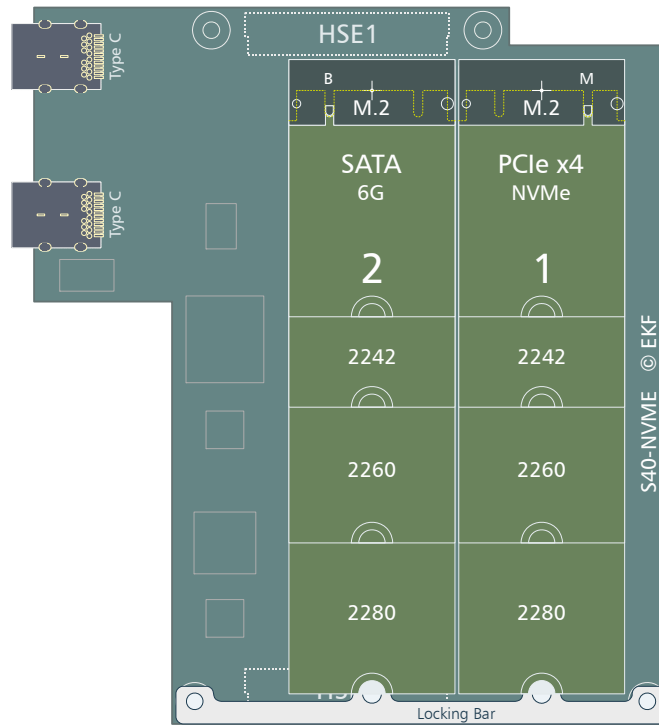 HSE1
Type C
B
M.2
M
M.2
SATA
6G
2
PCIe x4
NVMe
1
Type C
2242
2242
S40-NVME © EKF
2260
2260
2280
2280
Locking Bar